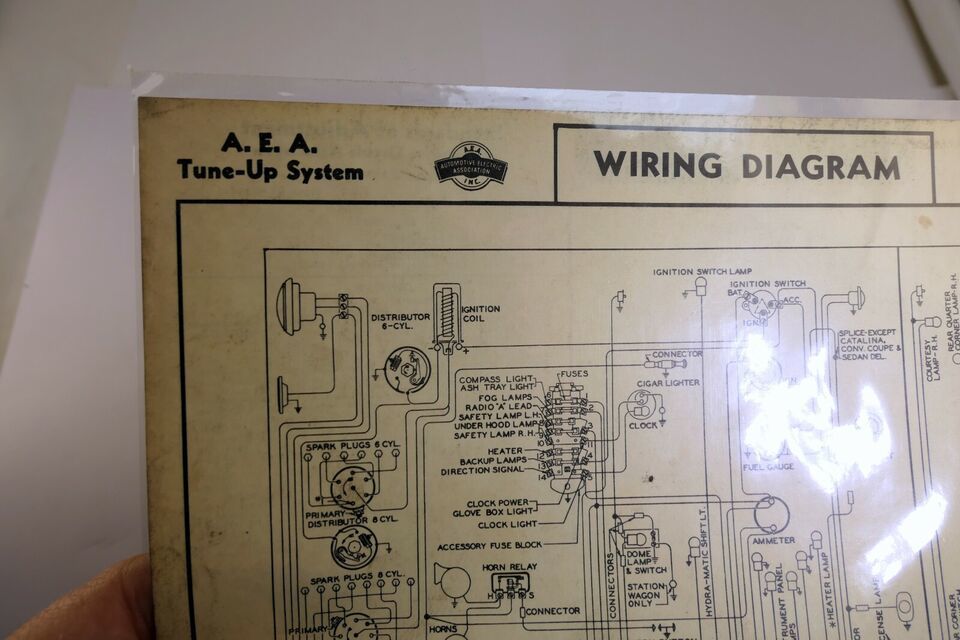 A. E. A.
Tune-Up System
A.E.A.
AUTOMOTIVE ELECTRIC
ASSOCIATION
INC.
WIRING DIAGRAM
IGNITION SWITCH LAMP
IGNITION SWITCH
BAT.
ACC.
IGN.
DISTRIBUTOR
6-CYL.
IGNITION
COIL
+
SPLICE-EXCEPT
CATALINA,
CONV. COUPE &
SEDAN DEL.
COURTESY
LAMP-R.H.
REAR QUARTER
CORNER LAMP-R.H.
CONNECTOR
FUSES
CIGAR LIGHTER
CLOCK
COMPASS LIGHT
ASH TRAY LIGHT
FOG LAMPS
RADIO "A" LEAD
SAFETY LAMP L.H.
UNDER HOOD LAMP
SAFETY LAMP R.H.
HEATER
BACKUP LAMPS
DIRECTION SIGNAL
SPARK PLUGS 6 CYL.
FUEL GAUGE
PRIMARY
DISTRIBUTOR 8 CYL.
CLOCK POWER
GLOVE BOX LIGHT
CLOCK LIGHT
ACCESSORY FUSE BLOCK
AMMETER
CONNECTORS
DOME
LAMP
& SWITCH
STATION
WAGON
ONLY
HYDRA-MATIC SHIFT LT.
SPARK PLUGS 8 CYL.
HORN RELAY
H B S
CONNECTOR
PRIMARY
HORNS
*HEATER LAMP